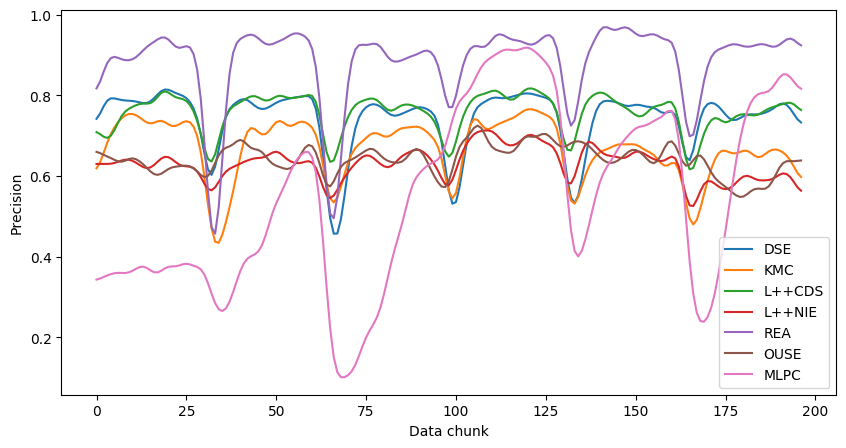 1.0
0.8
0.6
0.4
0.2
Precision
0
25
50
75
100
125
150
175
200
Data chunk
DSE
KMC
L++CDS
L++NIE
REA
OUSE
MLPC